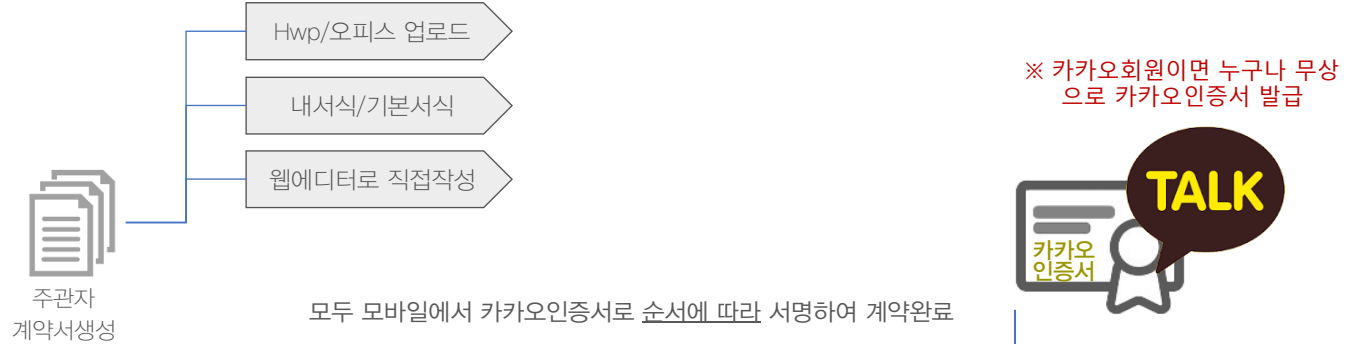 Hwp/오피스 업로드
내서식/기본서식
웹에디터로 직접작성
주관자
계약서생성
모두 모바일에서 카카오인증서로 순서에 따라 서명하여 계약완료
※ 카카오회원이면 누구나 무상
으로 카카오인증서 발급
TALK
카카오
인증서